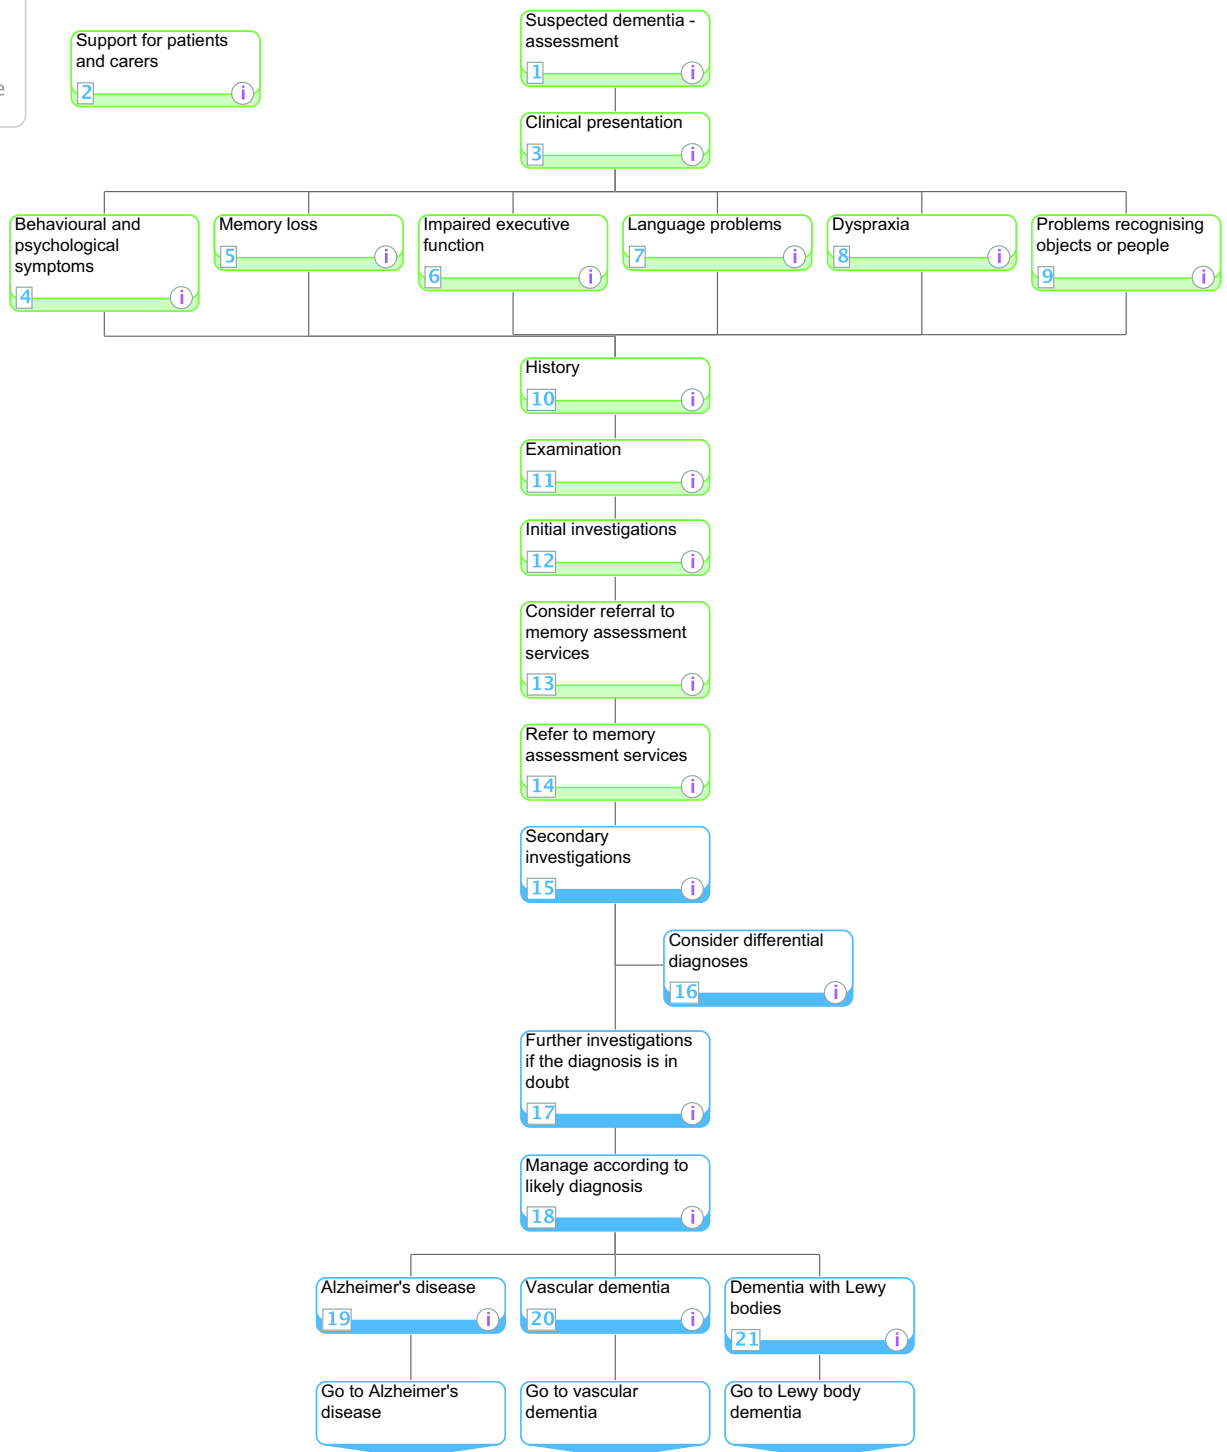 Suspected dementia -
assessment
1
i
Support for patients
and carers
2
i
e
Clinical presentation
3
i
Behavioural and
psychological
symptoms
4
i
Memory loss
5
i
Impaired executive
function
6
i
Language problems
7
i
Dyspraxia
8
i
Problems recognising
objects or people
9
i
History
10
i
Examination
11
i
Initial investigations
12
i
Consider referral to
memory assessment
services
13
i
Refer to memory
assessment services
14
i
Secondary
investigations
15
i
Consider differential
diagnoses
16
i
Further investigations
if the diagnosis is in
doubt
17
i
Manage according to
likely diagnosis
18
i
Alzheimer's disease
19
i
Vascular dementia
20
i
Dementia with Lewy
bodies
21
i
Go to Alzheimer's
disease
Go to vascular
dementia
Go to Lewy body
dementia